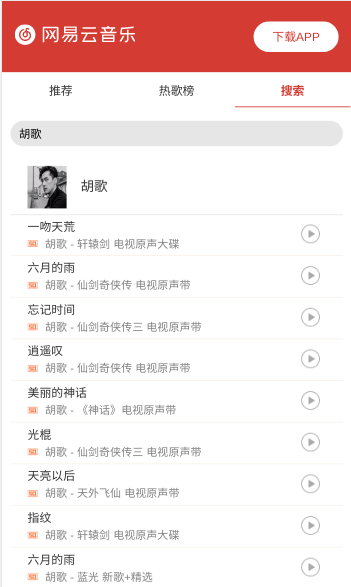 网易云音乐
下载APP
推荐 热歌榜 搜索
胡歌
胡歌
一吻天荒
SQ 胡歌 - 轩辕剑 电视原声大碟
六月的雨
SQ 胡歌 - 仙剑奇侠传 电视原声带
忘记时间
SQ 胡歌 - 仙剑奇侠传三 电视原声带
逍遥叹
SQ 胡歌 - 仙剑奇侠传 电视原声带
美丽的神话
SQ 胡歌 - 《神话》电视原声带
光棍
SQ 胡歌 - 仙剑奇侠传三 电视原声带
天亮以后
SQ 胡歌 - 天外飞仙 电视原声带
指纹
SQ 胡歌 - 轩辕剑 电视原声大碟
六月的雨
SQ 胡歌 - 蓝光 新歌+精选